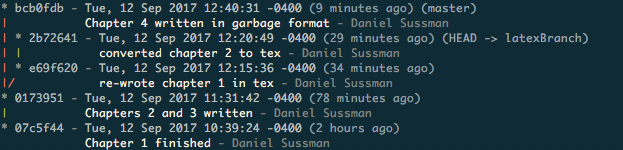 * bcb0fdb - Tue, 12 Sep 2017 12:40:31 -0400 (9 minutes ago) (master)
|           Chapter 4 written in garbage format - Daniel Sussman
| * 2b72641 - Tue, 12 Sep 2017 12:20:49 -0400 (29 minutes ago) (HEAD -> latexBranch)
| |           converted chapter 2 to tex - Daniel Sussman
| * e69f620 - Tue, 12 Sep 2017 12:15:36 -0400 (34 minutes ago)
|/            re-wrote chapter 1 in tex - Daniel Sussman
* 0173951 - Tue, 12 Sep 2017 11:31:42 -0400 (78 minutes ago)
|           Chapters 2 and 3 written - Daniel Sussman
* 07c5f44 - Tue, 12 Sep 2017 10:39:24 -0400 (2 hours ago)
            Chapter 1 finished - Daniel Sussman